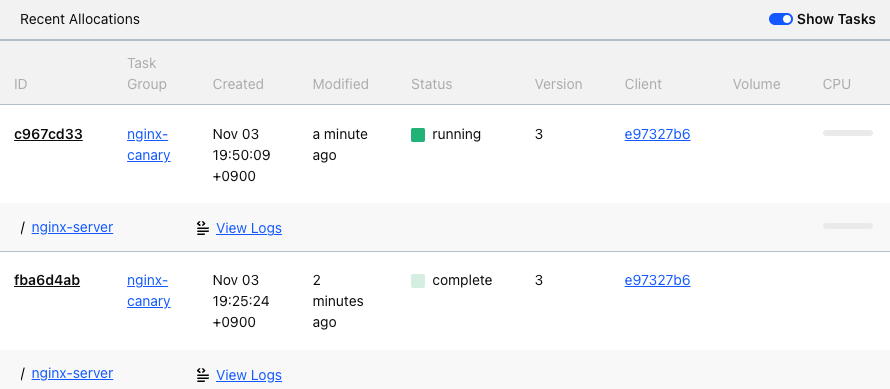 Recent Allocations Show Tasks
ID Task Group Created Modified Status Version Client Volume CPU
c967cd33 nginx-canary Nov 03 19:50:09 +0900 a minute ago running 3 e97327b6
/ nginx-server View Logs
fba6d4ab nginx-canary Nov 03 19:25:24 +0900 2 minutes ago complete 3 e97327b6
/ nginx-server View Logs